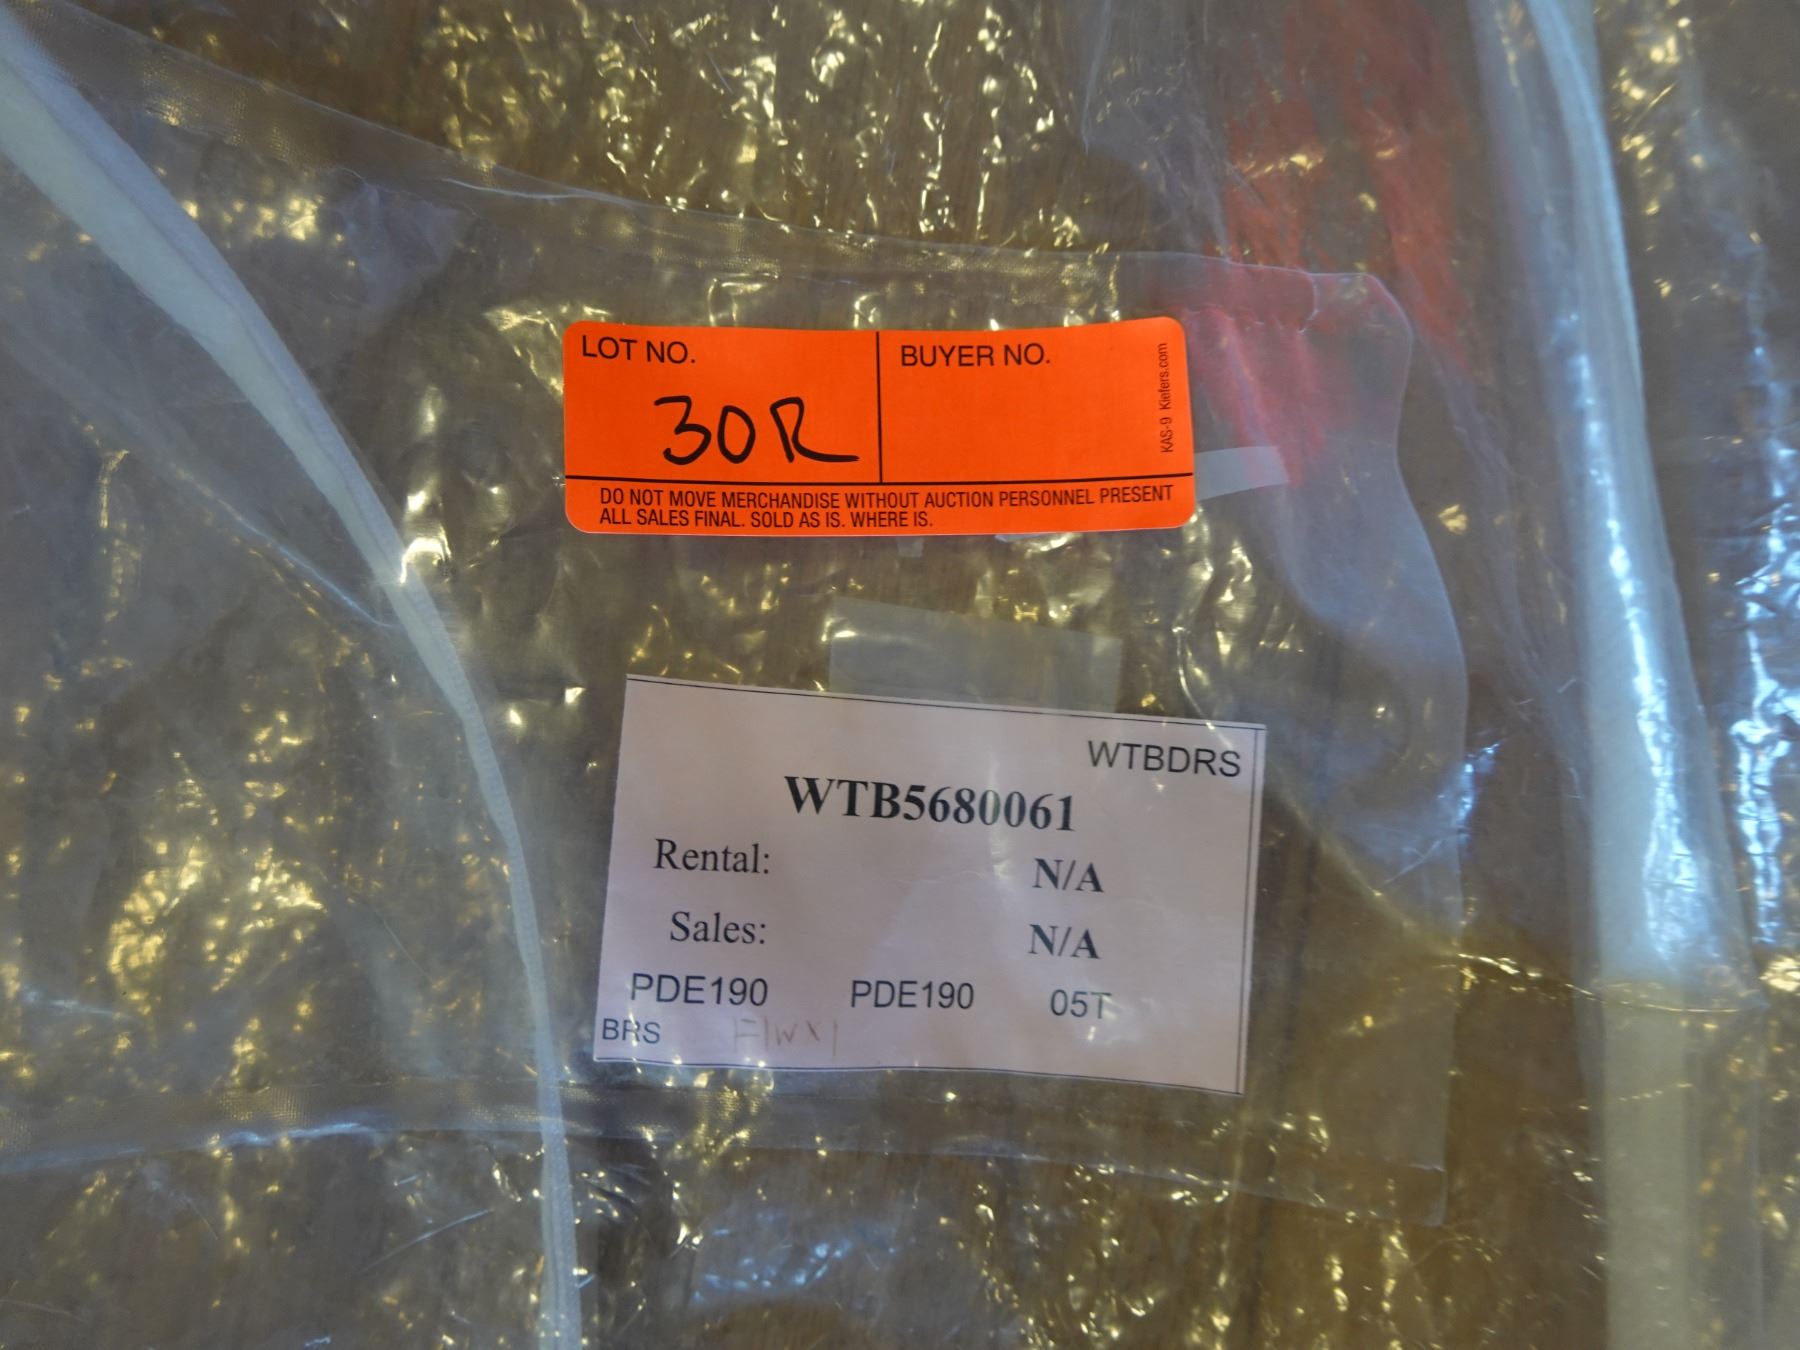 LOT NO.
30R
BUYER NO.
KAS-9 Kiefers.com
DO NOT MOVE MERCHANDISE WITHOUT AUCTION PERSONNEL PRESENT
ALL SALES FINAL. SOLD AS IS. WHERE IS.
WTBDRS
WTB5680061
Rental: N/A
Sales: N/A
PDE190 PDE190 05T
BRS